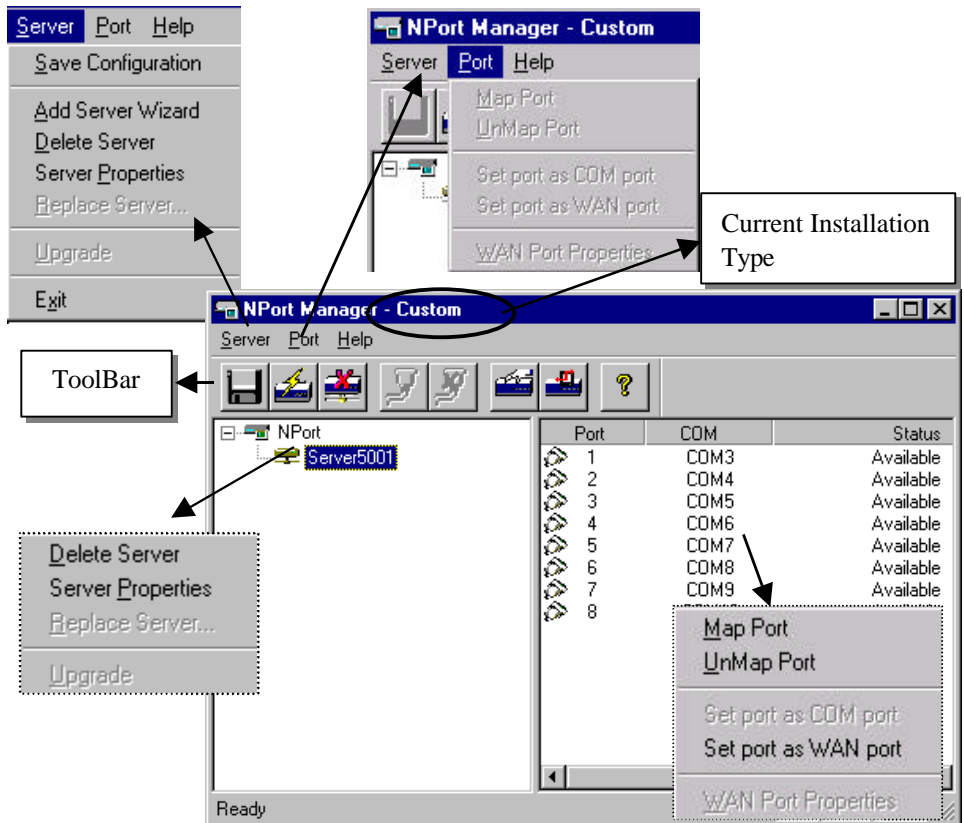 Server Port Help
Save Configuration
Add Server Wizard
Delete Server
Server Properties
Replace Server...
Upgrade
Exit
NPort Manager - Custom
Server Port Help
Map Port
UnMap Port
Set port as COM port
Set port as WAN port
WAN Port Properties
Current Installation
Type
NPort Manager - Custom
Server Port Help
ToolBar
NPort
Server5001
Port COM Status
1 COM3 Available
2 COM4 Available
3 COM5 Available
4 COM6 Available
5 COM7 Available
6 COM8 Available
7 COM9 Available
8
Delete Server
Server Properties
Replace Server...
Upgrade
Map Port
UnMap Port
Set port as COM port
Set port as WAN port
WAN Port Properties
Ready